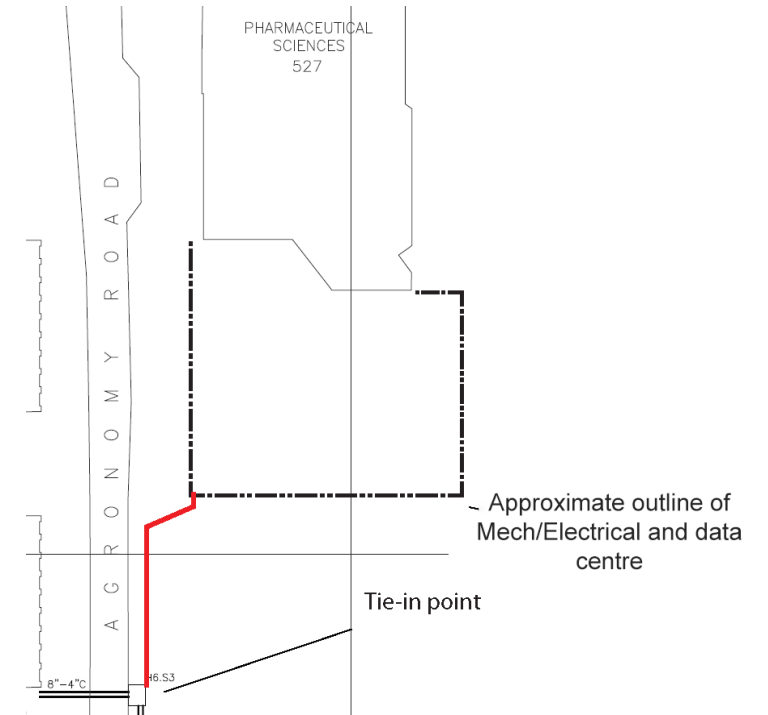 PHARMACEUTICAL
SCIENCES
527
AGRONOMY ROAD
Approximate outline of
Mech/Electrical and data
centre
Tie-in point
8"-4"C
H6.S3